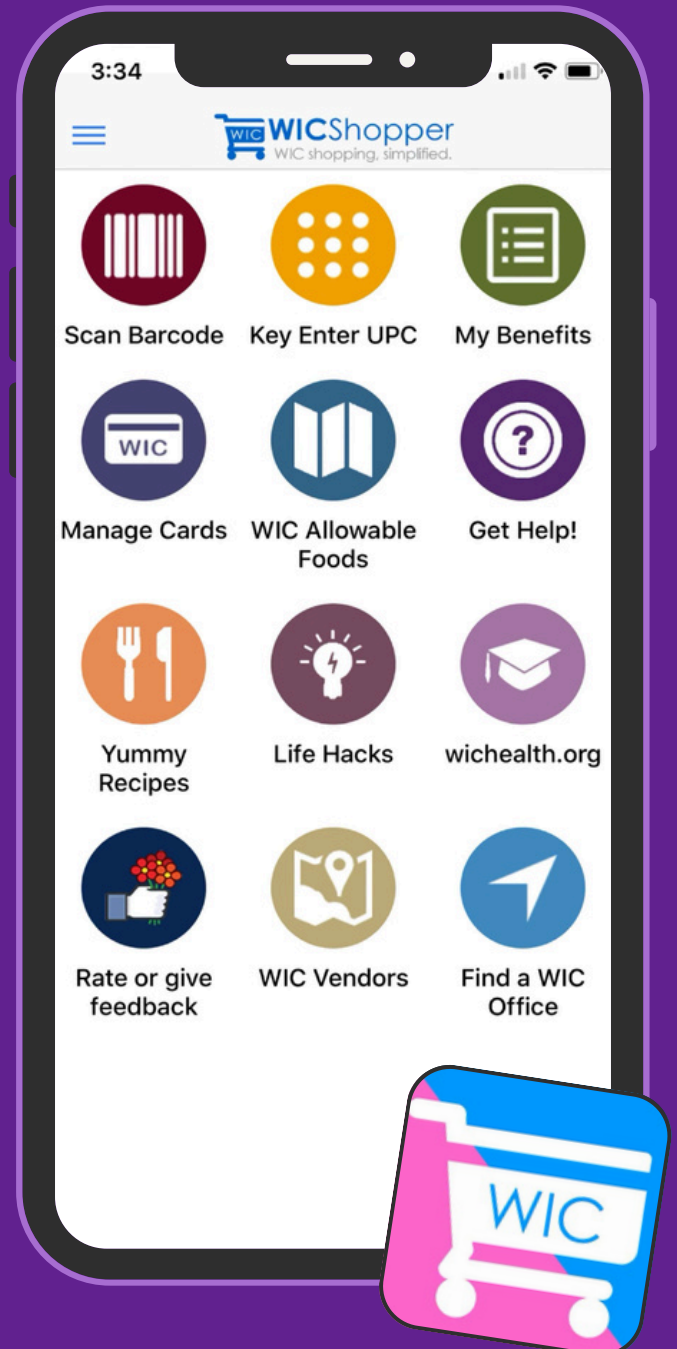 3:34
WIC WICShopper
WIC shopping, simplified.
Scan Barcode
Key Enter UPC
My Benefits
WIC
Manage Cards
WIC Allowable
Foods
?
Get Help!
Yummy
Recipes
Life Hacks
wichealth.org
Rate or give
feedback
WIC Vendors
Find a WIC
Office
WIC